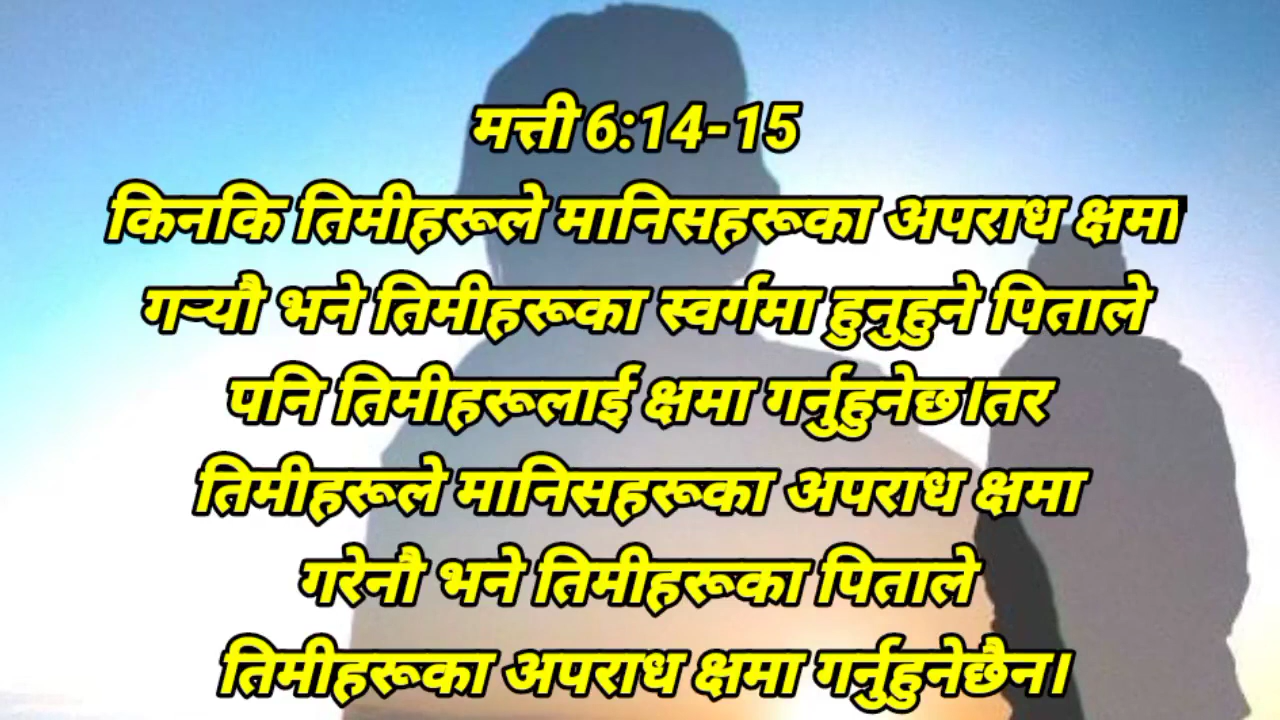 मत्ती 6:14-15
किनकि तिमीहरूले मानिसहरूका अपराध क्षमा
गर्‍यौ भने तिमीहरूका स्वर्गमा हुनुहुने पिताले
पनि तिमीहरूलाई क्षमा गर्नुहुनेछ।तर
तिमीहरूले मानिसहरूका अपराध क्षमा
गरेनौ भने तिमीहरूका पिताले
तिमीहरूका अपराध क्षमा गर्नुहुनेछैन।